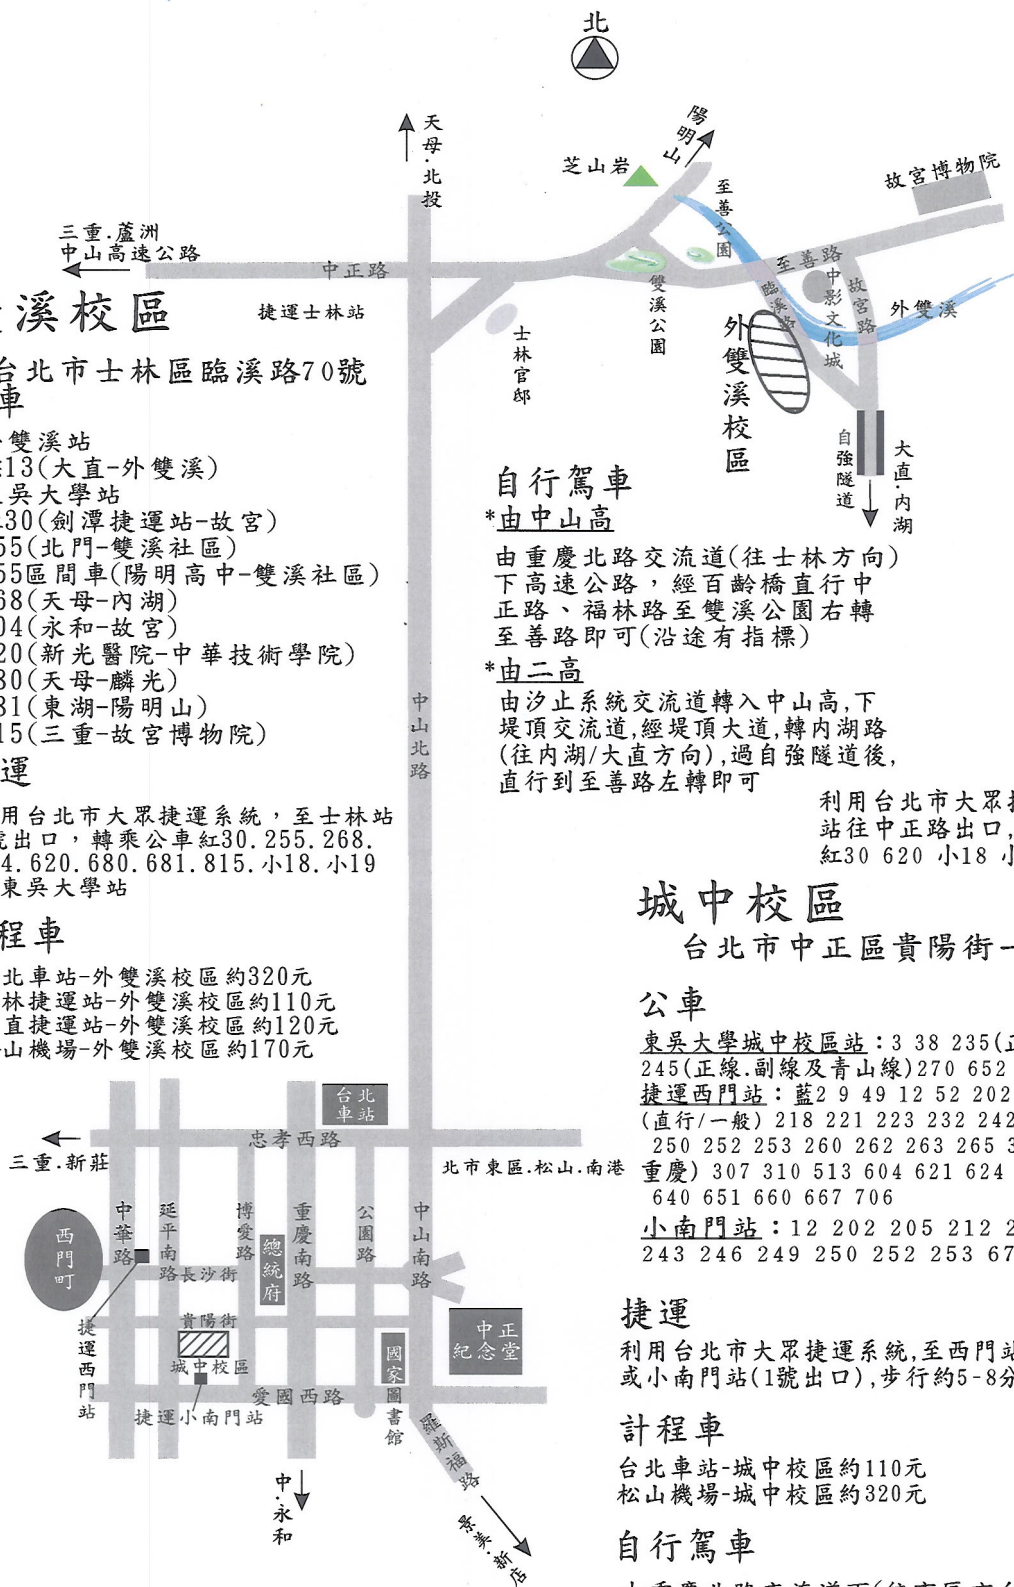 北
天母.北投
陽明山
芝山岩
至善公園
故宮博物院
三重.蘆洲
中山高速公路
中正路
捷運士林站
士林官邸
雙溪公園
至善路
臨溪路
中影文化城
故宮路
外雙溪
外雙溪校區
自強隧道
大直.內湖
溪校區
台北市士林區臨溪路70號
車
雙溪站
13(大直-外雙溪)
吳大學站
30(劍潭捷運站-故宮)
55(北門-雙溪社區)
55區間車(陽明高中-雙溪社區)
68(天母-內湖)
04(永和-故宮)
20(新光醫院-中華技術學院)
80(天母-麟光)
81(東湖-陽明山)
15(三重-故宮博物院)
運
用台北市大眾捷運系統，至士林站
號出口，轉乘公車紅30.255.268.
4.620.680.681.815.小18.小19
東吳大學站
程車
北車站-外雙溪校區約320元
林捷運站-外雙溪校區約110元
直捷運站-外雙溪校區約120元
山機場-外雙溪校區約170元
自行駕車
*由中山高
由重慶北路交流道(往士林方向)
下高速公路，經百齡橋直行中
正路、福林路至雙溪公園右轉
至善路即可(沿途有指標)
*由二高
由汐止系統交流道轉入中山高,下
堤頂交流道,經堤頂大道,轉內湖路
(往內湖/大直方向),過自強隧道後,
直行到至善路左轉即可
中山北路
利用台北市大眾
站往中正路出口,
紅30 620 小18
城中校區
台北市中正區貴陽街
公車
東吳大學城中校區站：3 38 235(正
245(正線.副線及青山線)270 652
捷運西門站：藍2 9 49 12 52 202
(直行/一般) 218 221 223 232 242
250 252 253 260 262 263 265
重慶) 307 310 513 604 621 624
640 651 660 667 706
小南門站：12 202 205 212
243 246 249 250 252 253
捷運
利用台北市大眾捷運系統,至西門站
或小南門站(1號出口),步行約5-8分
計程車
台北車站-城中校區約110元
松山機場-城中校區約320元
自行駕車
台北車站
忠孝西路
三重.新莊
北市東區.松山.南港
西門町
中華路
延平南路
博愛路
總統府
重慶南路
公園路
中山南路
長沙街
貴陽街
城中校區
捷運西門站
捷運小南門站
愛國西路
國家圖書館
中正紀念堂
羅斯福路
中.永和
景美.新店